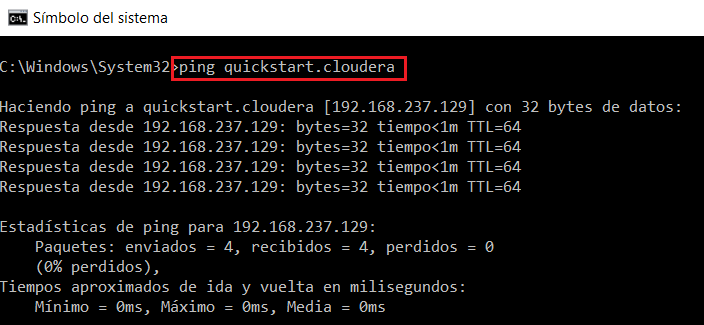 Símbolo del sistema
C:\Windows\System32>ping quickstart.cloudera
Haciendo ping a quickstart.cloudera [192.168.237.129] con 32 bytes de datos:
Respuesta desde 192.168.237.129: bytes=32 tiempo<1m TTL=64
Respuesta desde 192.168.237.129: bytes=32 tiempo<1m TTL=64
Respuesta desde 192.168.237.129: bytes=32 tiempo<1m TTL=64
Respuesta desde 192.168.237.129: bytes=32 tiempo<1m TTL=64
Estadísticas de ping para 192.168.237.129:
    Paquetes: enviados = 4, recibidos = 4, perdidos = 0
    (0% perdidos),
Tiempos aproximados de ida y vuelta en milisegundos:
    Mínimo = 0ms, Máximo = 0ms, Media = 0ms